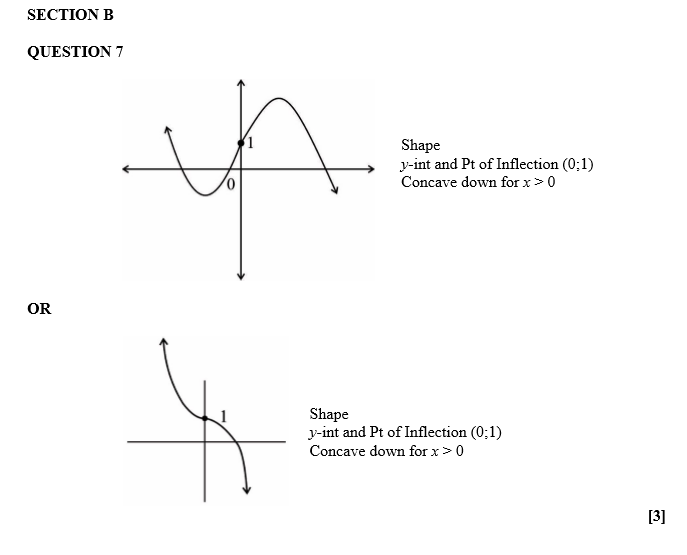 SECTION B
QUESTION 7
1
Shape
y-int and Pt of Inflection (0;1)
Concave down for x > 0
0
OR
1
Shape
y-int and Pt of Inflection (0;1)
Concave down for x > 0
[3]